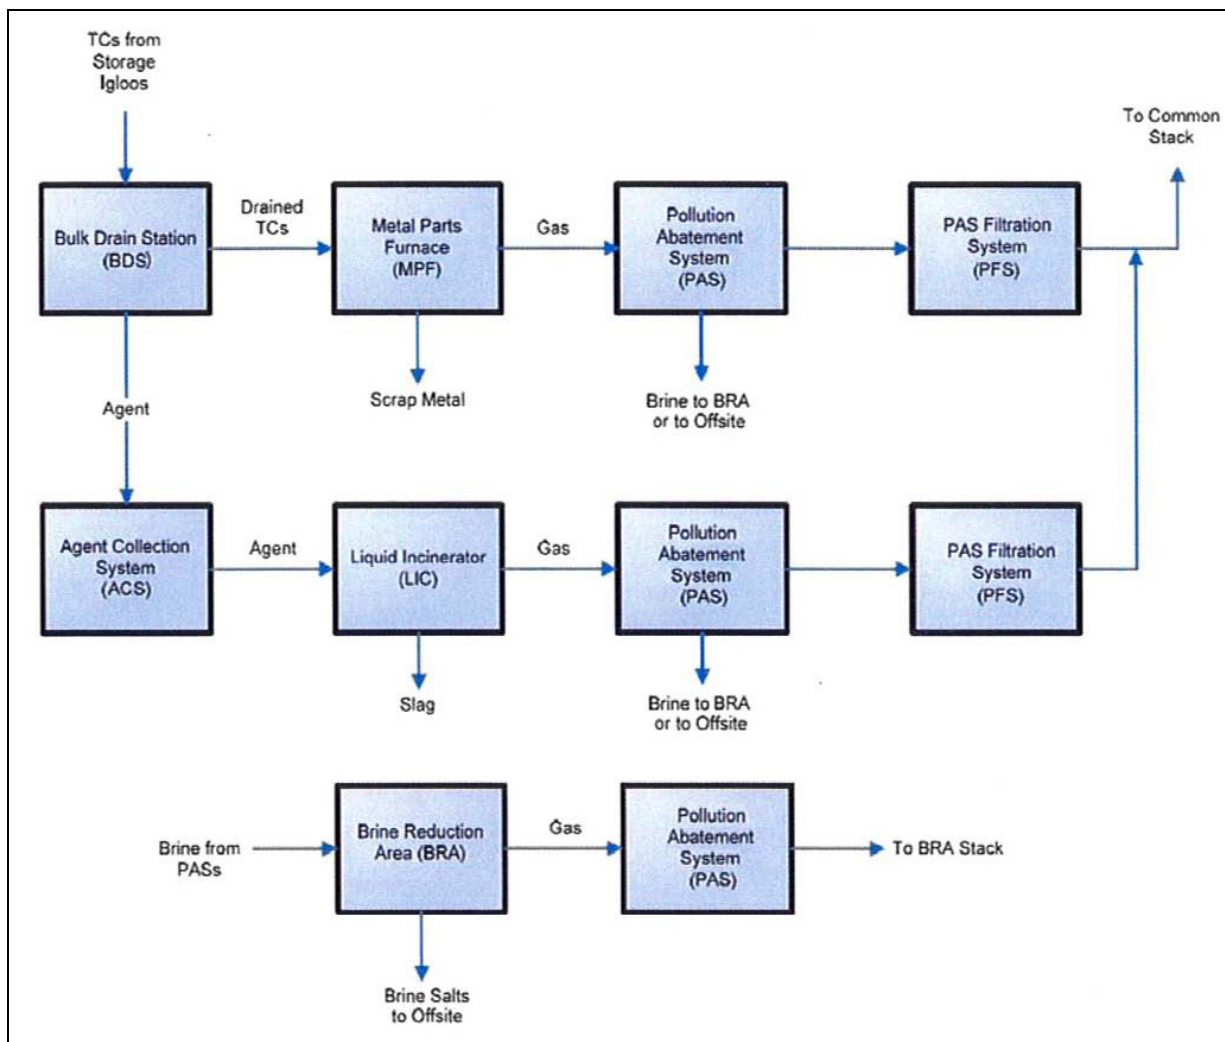 TCs from
Storage
Igloos
To Common
Stack
Bulk Drain Station
(BDS)
Drained
TCs
Metal Parts
Furnace
(MPF)
Gas
Pollution
Abatement
System
(PAS)
PAS Filtration
System
(PFS)
Agent
Scrap Metal
Brine to BRA
or to Offsite
Agent Collection
System
(ACS)
Agent
Liquid Incinerator
(LIC)
Gas
Pollution
Abatement
System
(PAS)
PAS Filtration
System
(PFS)
Slag
Brine to BRA
or to Offsite
Brine from
PASs
Brine Reduction
Area (BRA)
Gas
Pollution
Abatement
System
(PAS)
To BRA Stack
Brine Salts
to Offsite